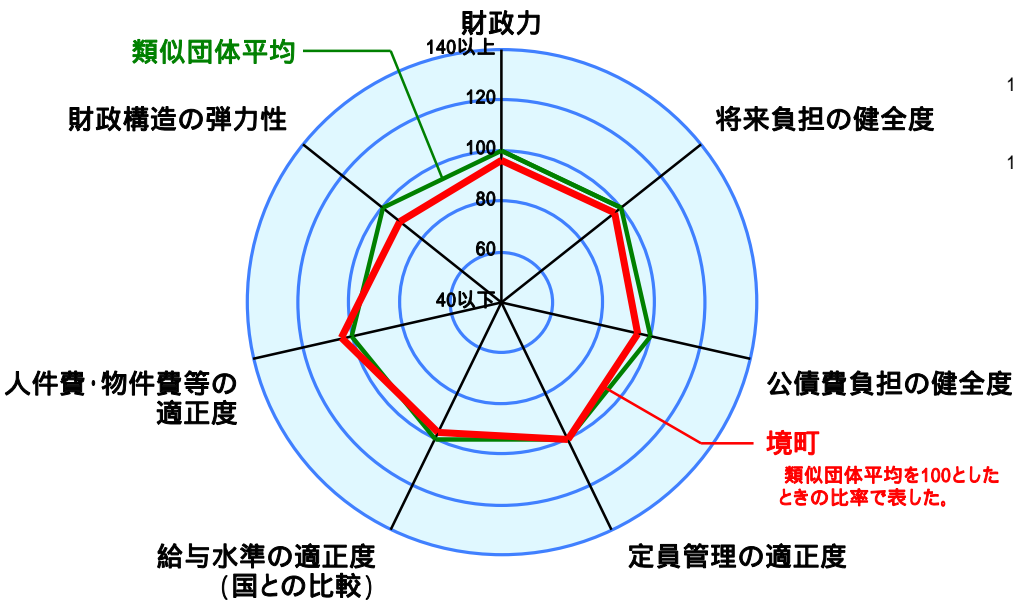 財政力
類似団体平均
140以上
120
100
80
60
40以下
財政構造の弾力性
将来負担の健全度
1
1
人件費・物件費等の
適正度
公債費負担の健全度
境町
類似団体平均を100とした
ときの比率で表した。
給与水準の適正度
(国との比較)
定員管理の適正度